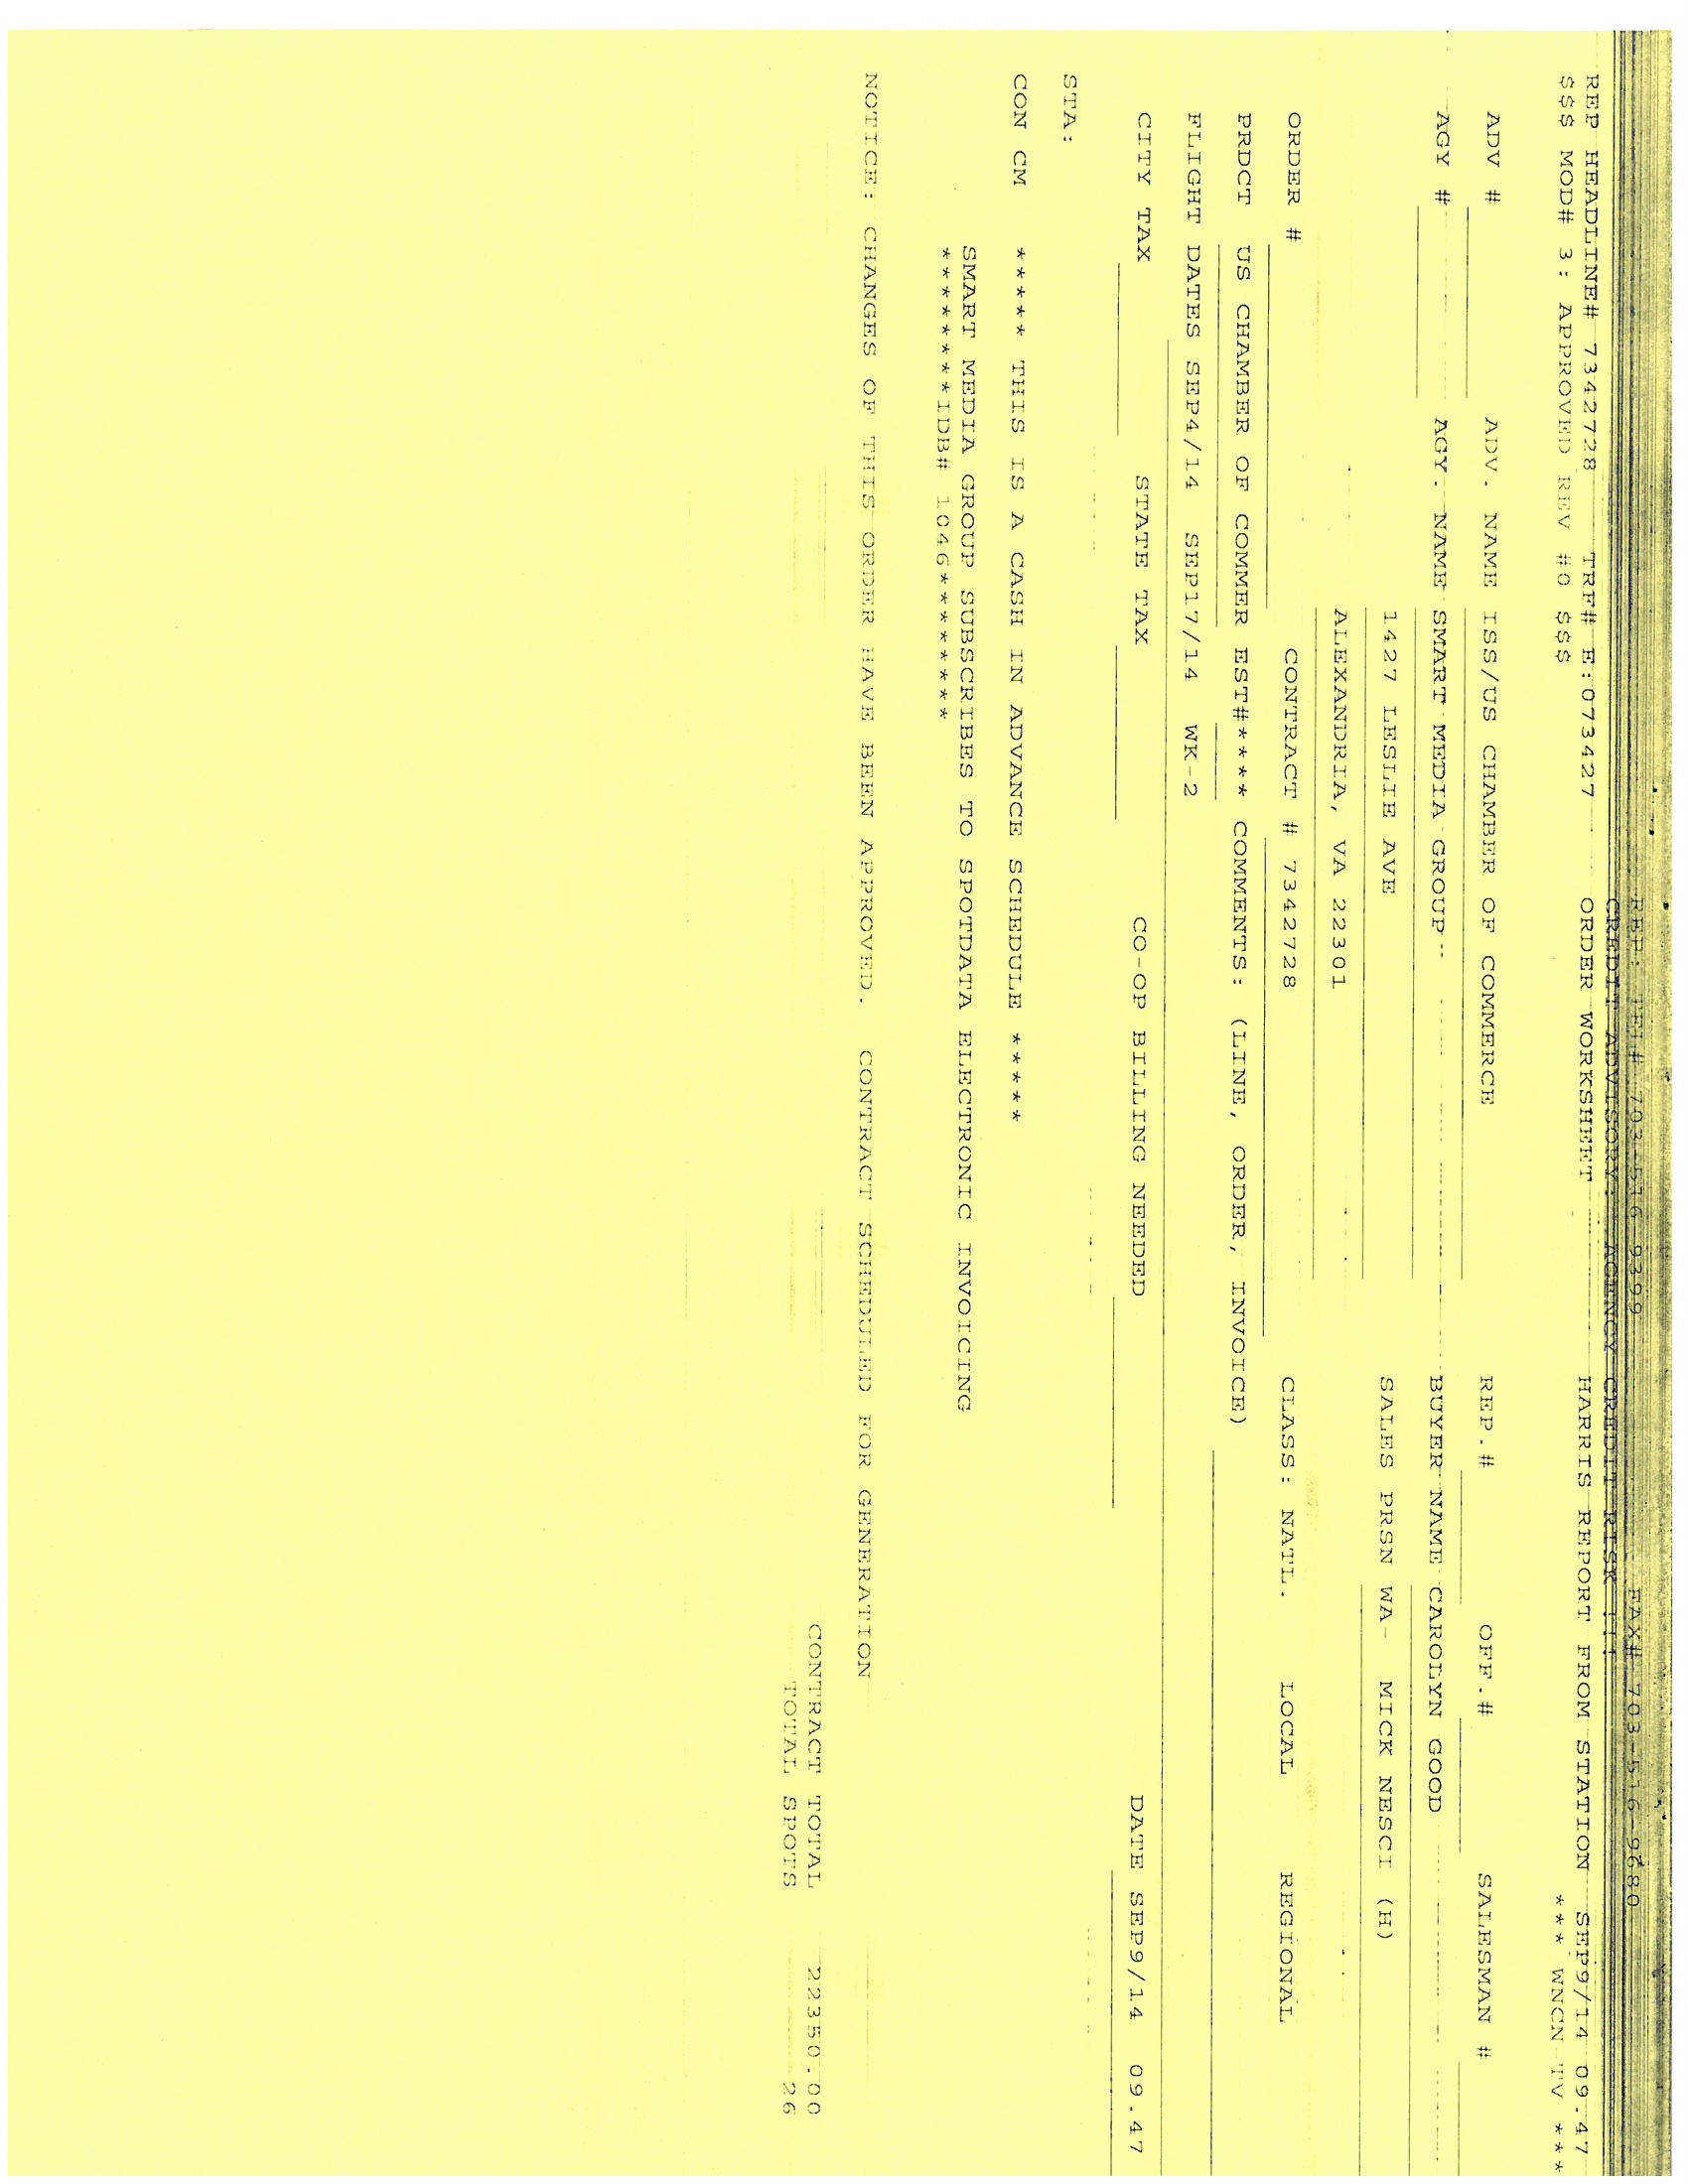 REP: TEL# 703-516-9399 FAX# 703-516-9680
CREDIT ADVISORY: AGENCY CREDIT RISK !!!
REP HEADLINE# 7342728 TRF# E:073427 ORDER WORKSHEET HARRIS REPORT FROM STATION SEP9/14 09.47
$$$ MOD# 3: APPROVED REV #0 $$$ *** WNCN TV ***
ADV # ADV. NAME ISS/US CHAMBER OF COMMERCE REP.# OFF.# SALESMAN #
AGY # AGY. NAME SMART MEDIA GROUP BUYER NAME CAROLYN GOOD
1427 LESLIE AVE SALES PRSN WA- MICK NESCI (H)
ALEXANDRIA, VA 22301
ORDER # CONTRACT # 7342728 CLASS: NATL. LOCAL REGIONAL
PRDCT US CHAMBER OF COMMER EST#**** COMMENTS: (LINE, ORDER, INVOICE)
FLIGHT DATES SEP4/14 SEP17/14 WK-2
CITY TAX STATE TAX CO-OP BILLING NEEDED DATE SEP9/14 09.47
STA:
CON CM ***** THIS IS A CASH IN ADVANCE SCHEDULE *****
SMART MEDIA GROUP SUBSCRIBES TO SPOTDATA ELECTRONIC INVOICING
********IDB# 1046********
NOTICE: CHANGES OF THIS ORDER HAVE BEEN APPROVED. CONTRACT SCHEDULED FOR GENERATION
CONTRACT TOTAL 22350.00
TOTAL SPOTS 26